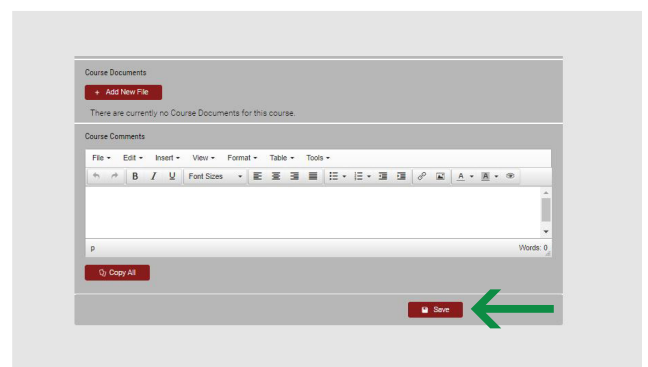 Course Documents
+ Add New File
There are currently no Course Documents for this course.
Course Comments
File Edit Insert View Format Table Tools
B I U Font Sizes A A
p Words: 0
Copy All
Save